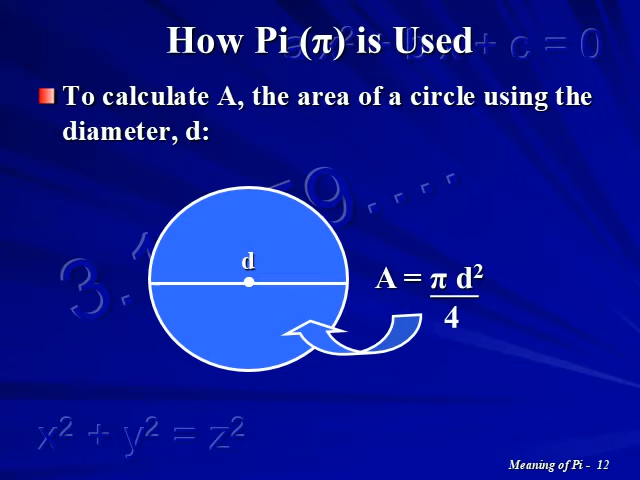 How Pi (π) is Used
To calculate A, the area of a circle using the
diameter, d:
d
A = π d²
4
x² + y² = z²
Meaning of Pi - 12